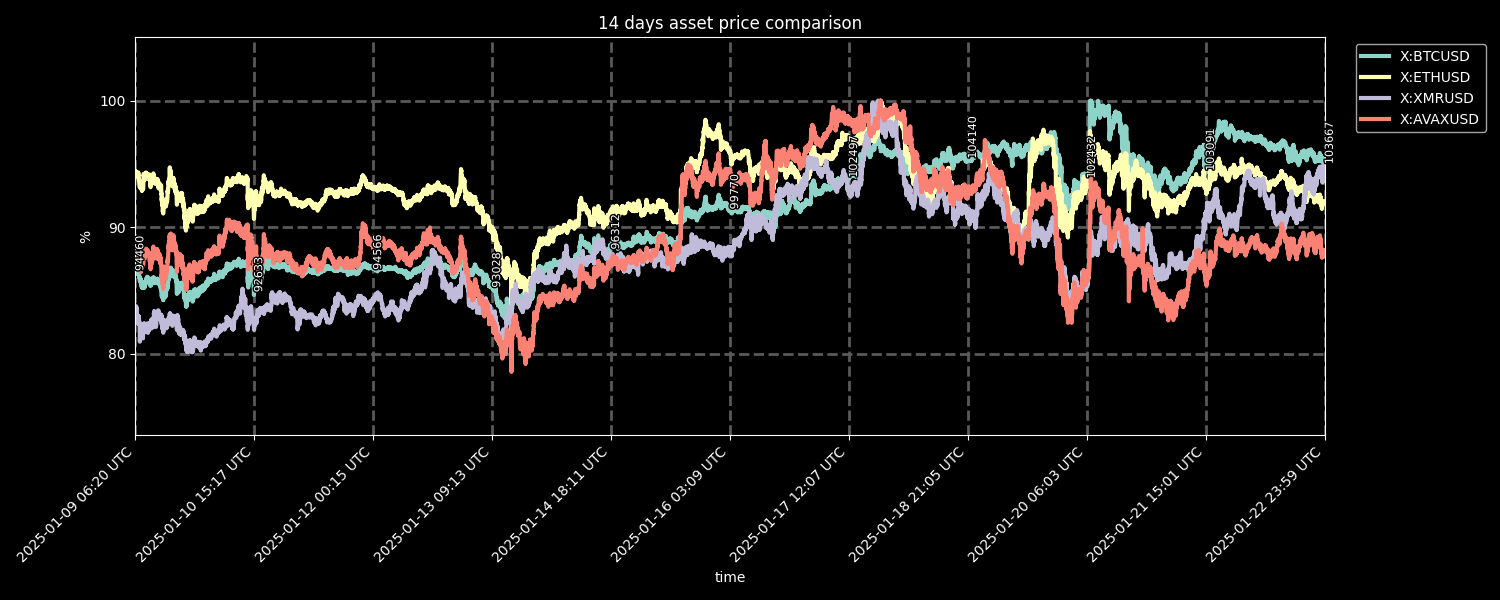 14 days asset price comparison
X:BTCUSD
X:ETHUSD
X:XMRUSD
X:AVAXUSD
100
90
80
%
94460
92633
94566
93028
96312
99770
102497
104140
102432
103091
103667
2025-01-09 06:20 UTC
2025-01-10 15:17 UTC
2025-01-12 00:15 UTC
2025-01-13 09:13 UTC
2025-01-14 18:11 UTC
2025-01-16 03:09 UTC
2025-01-17 12:07 UTC
2025-01-18 21:05 UTC
2025-01-20 06:03 UTC
2025-01-21 15:01 UTC
2025-01-22 23:59 UTC
time